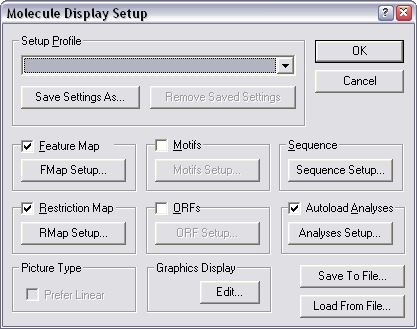 Molecule Display Setup
Setup Profile
OK
Cancel
Save Settings As...
Remove Saved Settings
Feature Map
Motifs
Sequence
FMap Setup...
Motifs Setup...
Sequence Setup...
Restriction Map
ORFs
Autoload Analyses
RMap Setup...
ORF Setup...
Analyses Setup...
Picture Type
Graphics Display
Save To File...
Prefer Linear
Edit...
Load From File...